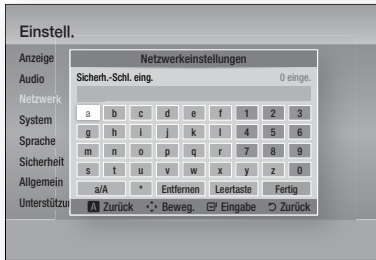 Einstell.
Anzeige
Audio
Netzwerk
System
Sprache
Sicherheit
Allgemein
Unterstützu
Netzwerkeinstellungen
Sicherh.-Schl. eing. 0 einge.
a b c d e f 1 2 3
g h i j k l 4 5 6
m n o p q r 7 8 9
s t u v w x y z 0
a/A * Entfernen Leertaste Fertig
A Zurück Beweg. Eingabe Zurück